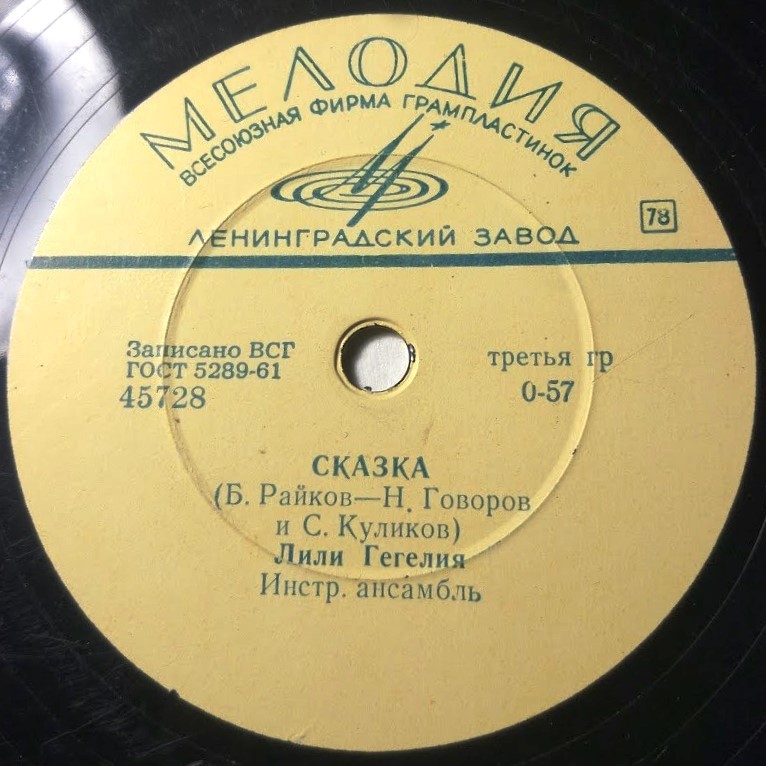 МЕЛОДИЯ
ВСЕСОЮЗНАЯ ФИРМА ГРАМПЛАСТИНОК
ЛЕНИНГРАДСКИЙ ЗАВОД
78
Записано ВСГ
ГОСТ 5289-61
45728
третья гр
0-57
СКАЗКА
(Б. Райков—Н. Говоров
и С. Куликов)
Лили Гегелия
Инстр. ансамбль